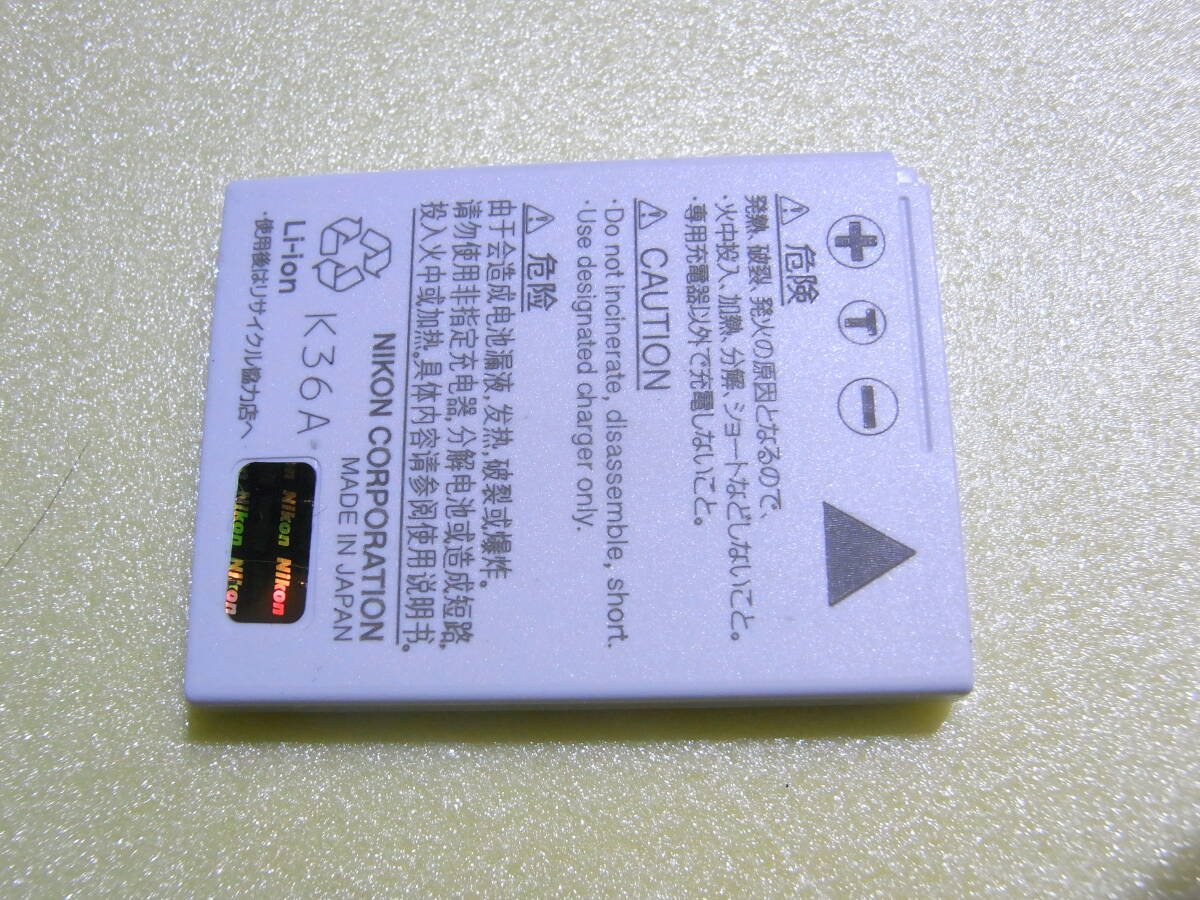 + T −
⚠ 危険
発熱、破裂、発火の原因となるので、
・火中投入、加熱、分解、ショートなどしないこと。
・専用充電器以外で充電しないこと。
⚠ CAUTION
・Do not incinerate, disassemble, short.
・Use designated charger only.
⚠ 危险
由于会造成电池漏液,发热,破裂或爆炸。
请勿使用非指定充电器,分解电池或造成短路,
投入火中或加热。具体内容请参阅使用说明书。
NIKON CORPORATION
MADE IN JAPAN
K36A
Li-ion
・使用後はリサイクル協力店へ
Nikon Nikon
Nikon Nikon